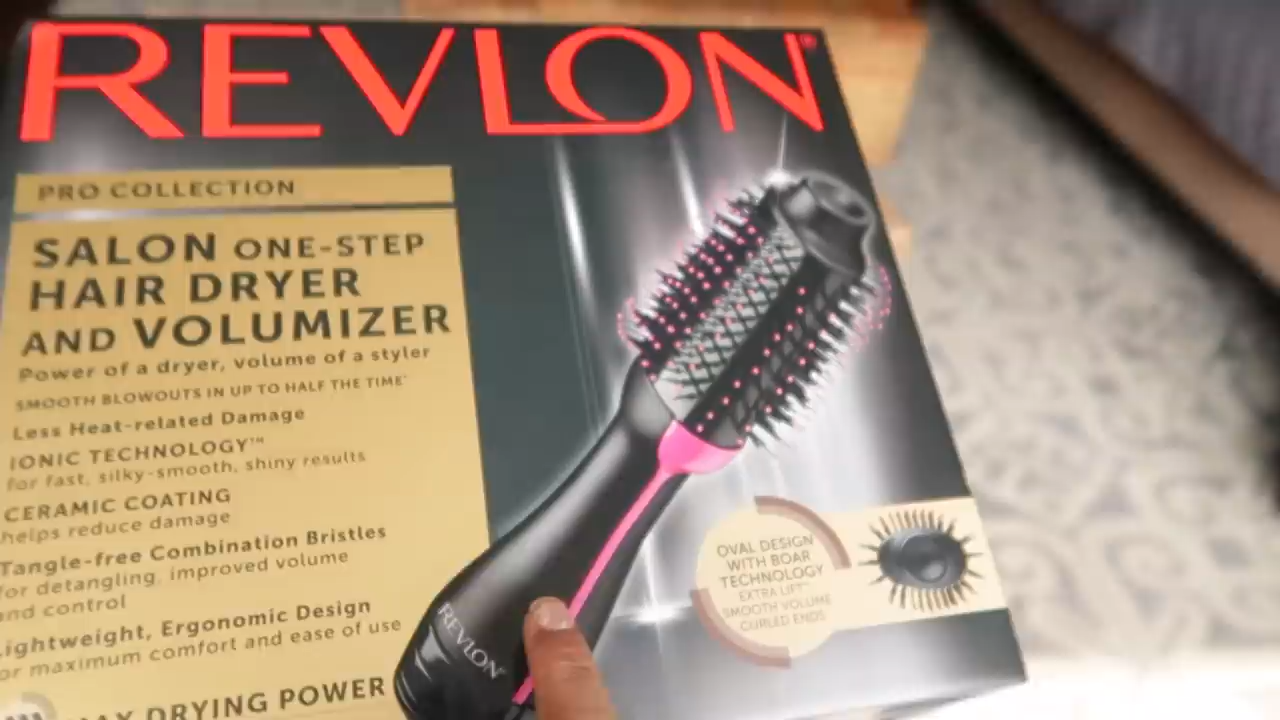 REVLON®
PRO COLLECTION
SALON ONE-STEP
HAIR DRYER
AND VOLUMIZER
Power of a dryer, volume of a styler
SMOOTH BLOWOUTS IN UP TO HALF THE TIME*
Less Heat-related Damage
IONIC TECHNOLOGY™
for fast, silky-smooth, shiny results
CERAMIC COATING
helps reduce damage
Tangle-free Combination Bristles
for detangling, improved volume
and control
Lightweight, Ergonomic Design
for maximum comfort and ease of use
DRYING POWER
REVLON
OVAL DESIGN
WITH BOAR
TECHNOLOGY
EXTRA LIFT
SMOOTH VOLUME
CURLED ENDS